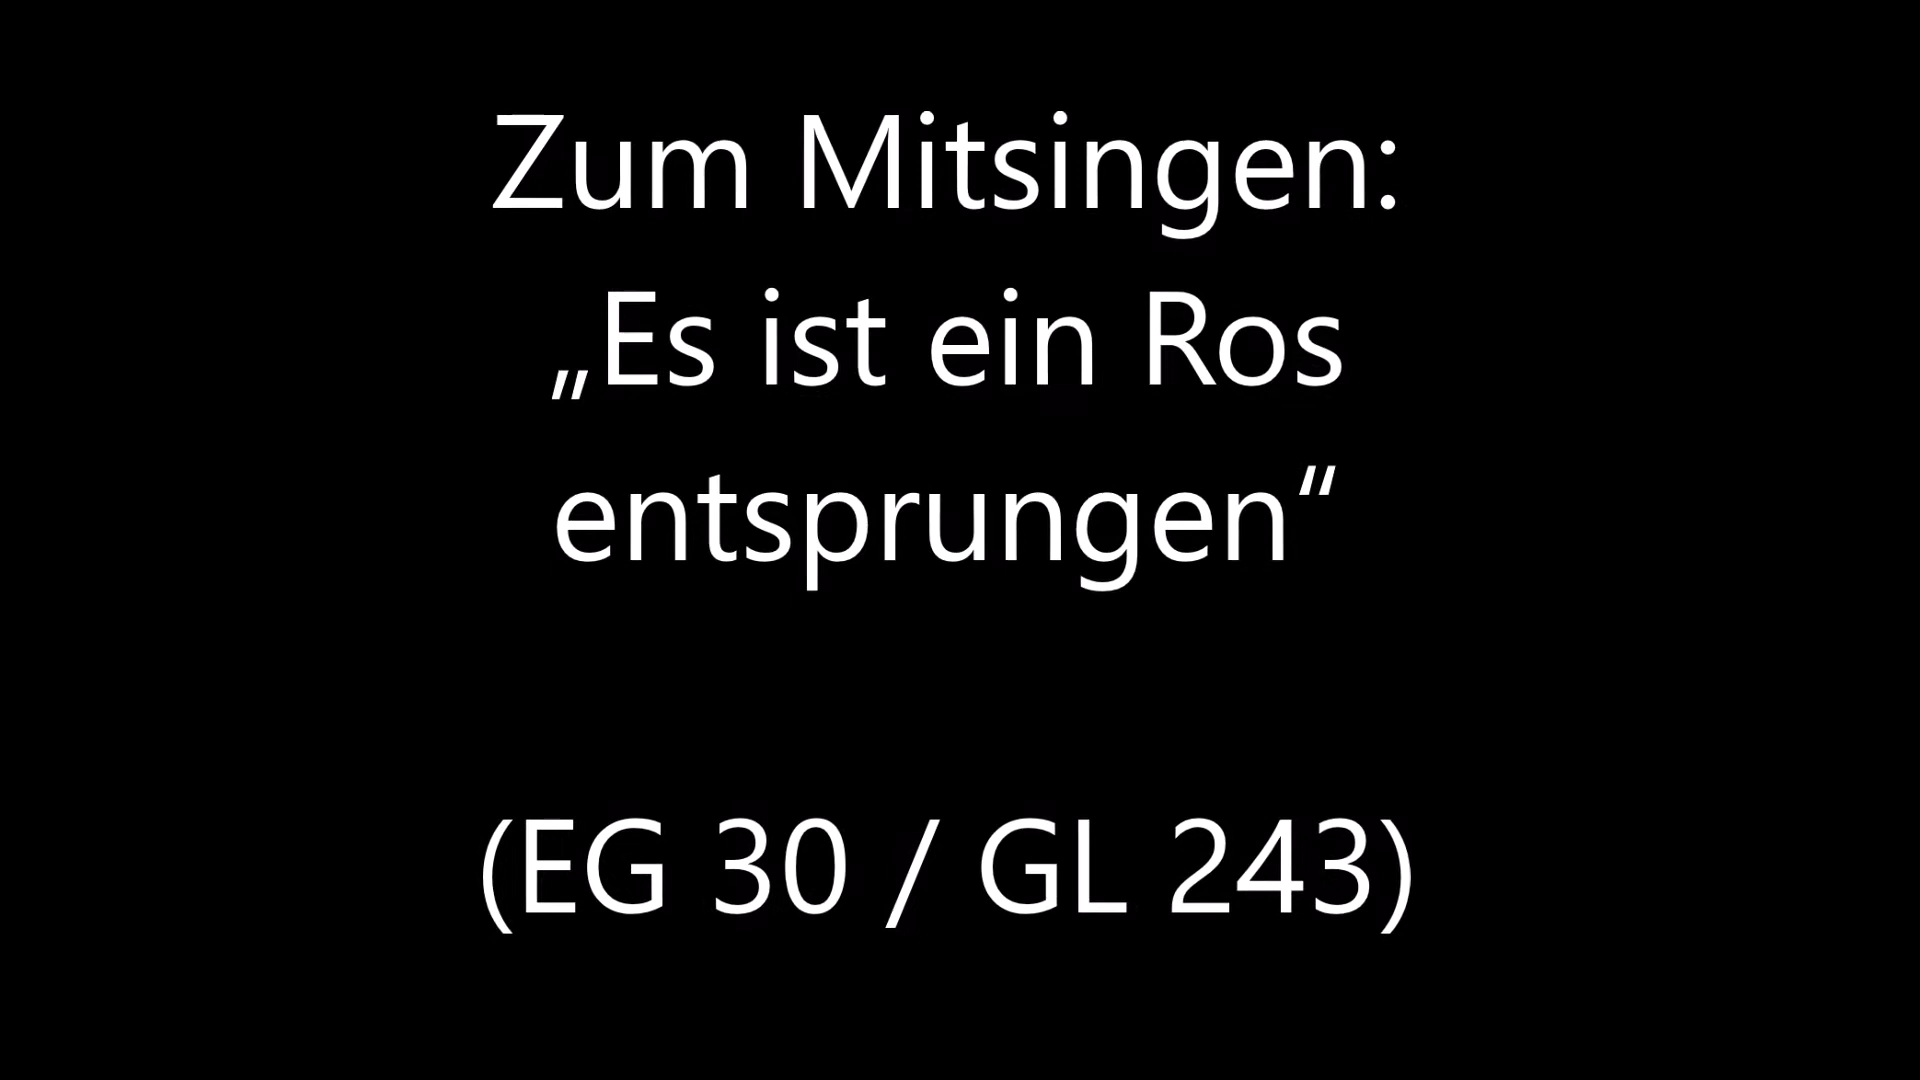 Zum Mitsingen:
„Es ist ein Ros
entsprungen“
(EG 30 / GL 243)